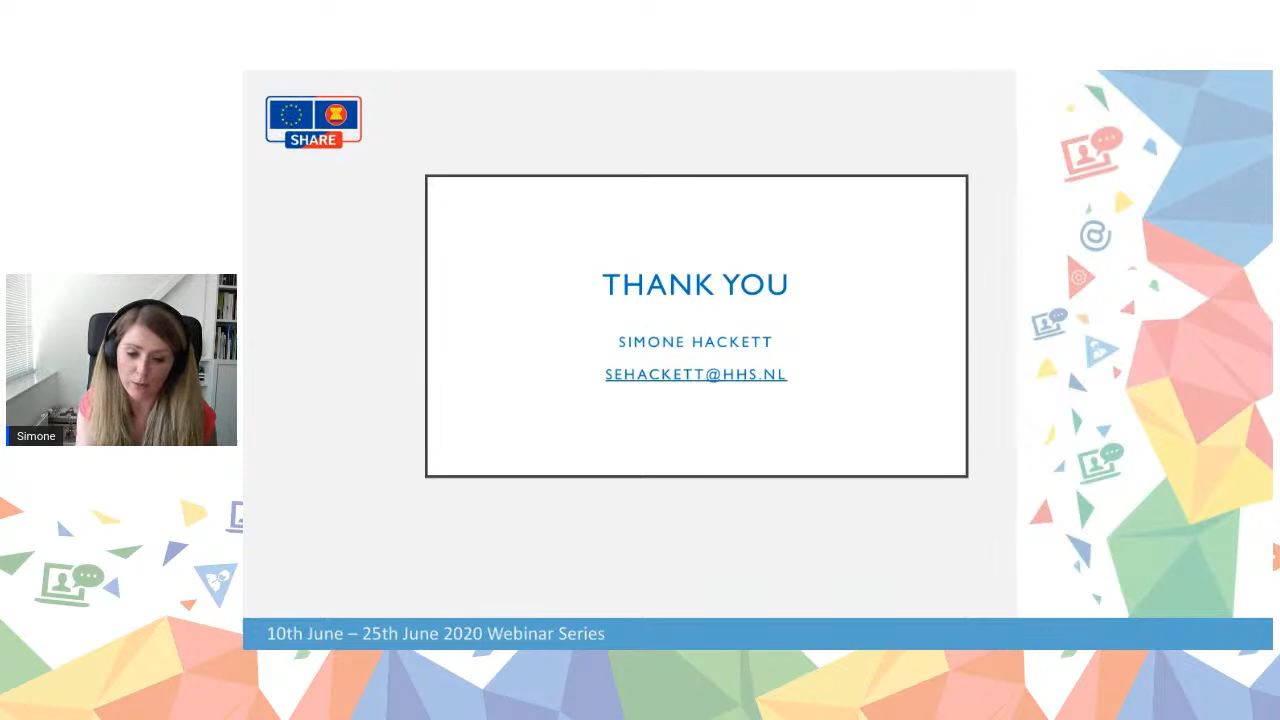 SHARE
THANK YOU
SIMONE HACKETT
SEHACKETT@HHS.NL
Simone
10th June – 25th June 2020 Webinar Series